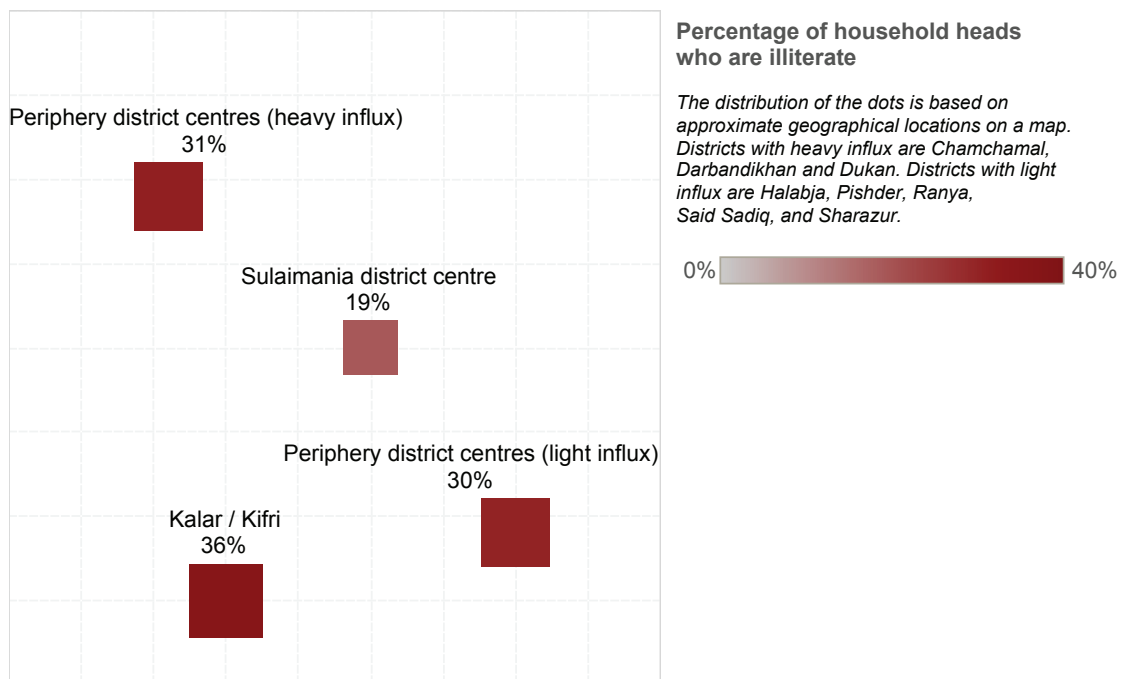 Percentage of household heads
who are illiterate
The distribution of the dots is based on
approximate geographical locations on a map.
Districts with heavy influx are Chamchamal,
Darbandikhan and Dukan. Districts with light
influx are Halabja, Pishder, Ranya,
Said Sadiq, and Sharazur.
0% 40%
Periphery district centres (heavy influx)
31%
Sulaimania district centre
19%
Periphery district centres (light influx)
30%
Kalar / Kifri
36%